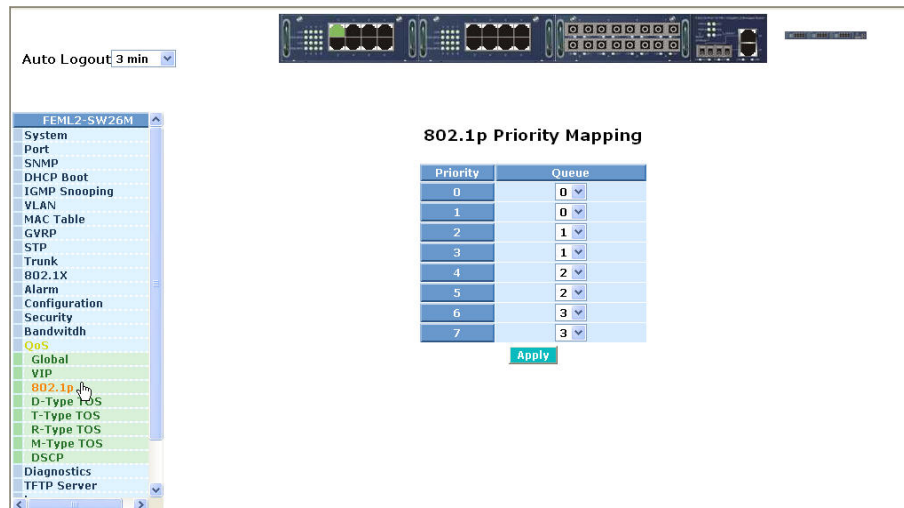 Auto Logout 3 min
FEML2-SW26M
System
Port
SNMP
DHCP Boot
IGMP Snooping
VLAN
MAC Table
GVRP
STP
Trunk
802.1X
Alarm
Configuration
Security
Bandwitdh
QoS
Global
VIP
802.1p
D-Type TOS
T-Type TOS
R-Type TOS
M-Type TOS
DSCP
Diagnostics
TFTP Server
802.1p Priority Mapping
Priority Queue
0 0
1 0
2 1
3 1
4 2
5 2
6 3
7 3
Apply